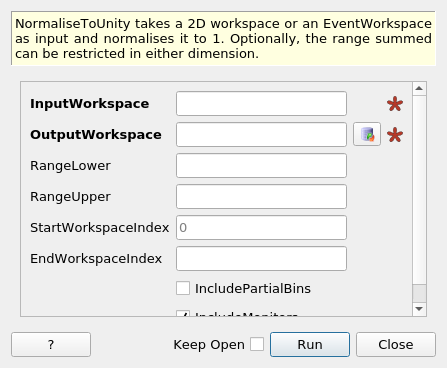 NormaliseToUnity takes a 2D workspace or an EventWorkspace
as input and normalises it to 1. Optionally, the range summed
can be restricted in either dimension.
InputWorkspace
OutputWorkspace
RangeLower
RangeUpper
StartWorkspaceIndex 0
EndWorkspaceIndex
IncludePartialBins
IncludeMonitors
? Keep Open Run Close